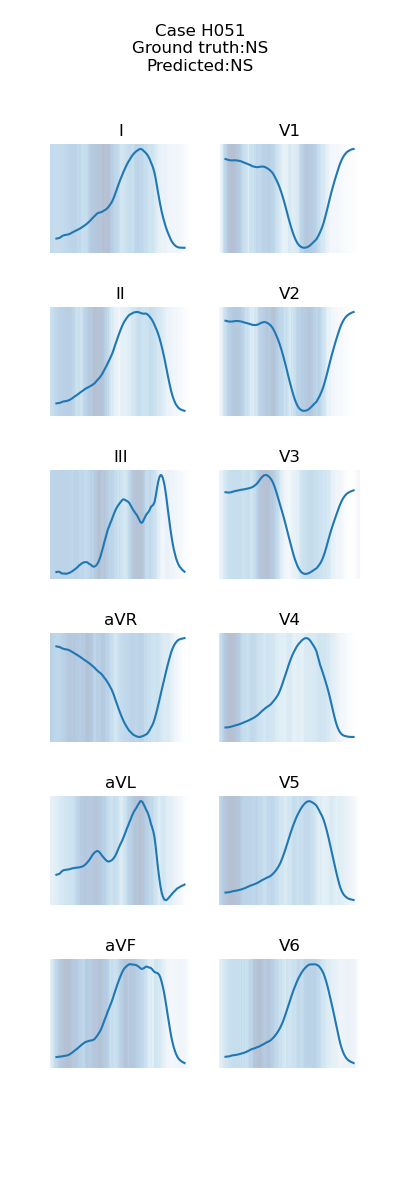 Case H051
Ground truth:NS
Predicted:NS
I
V1
II
V2
III
V3
aVR
V4
aVL
V5
aVF
V6